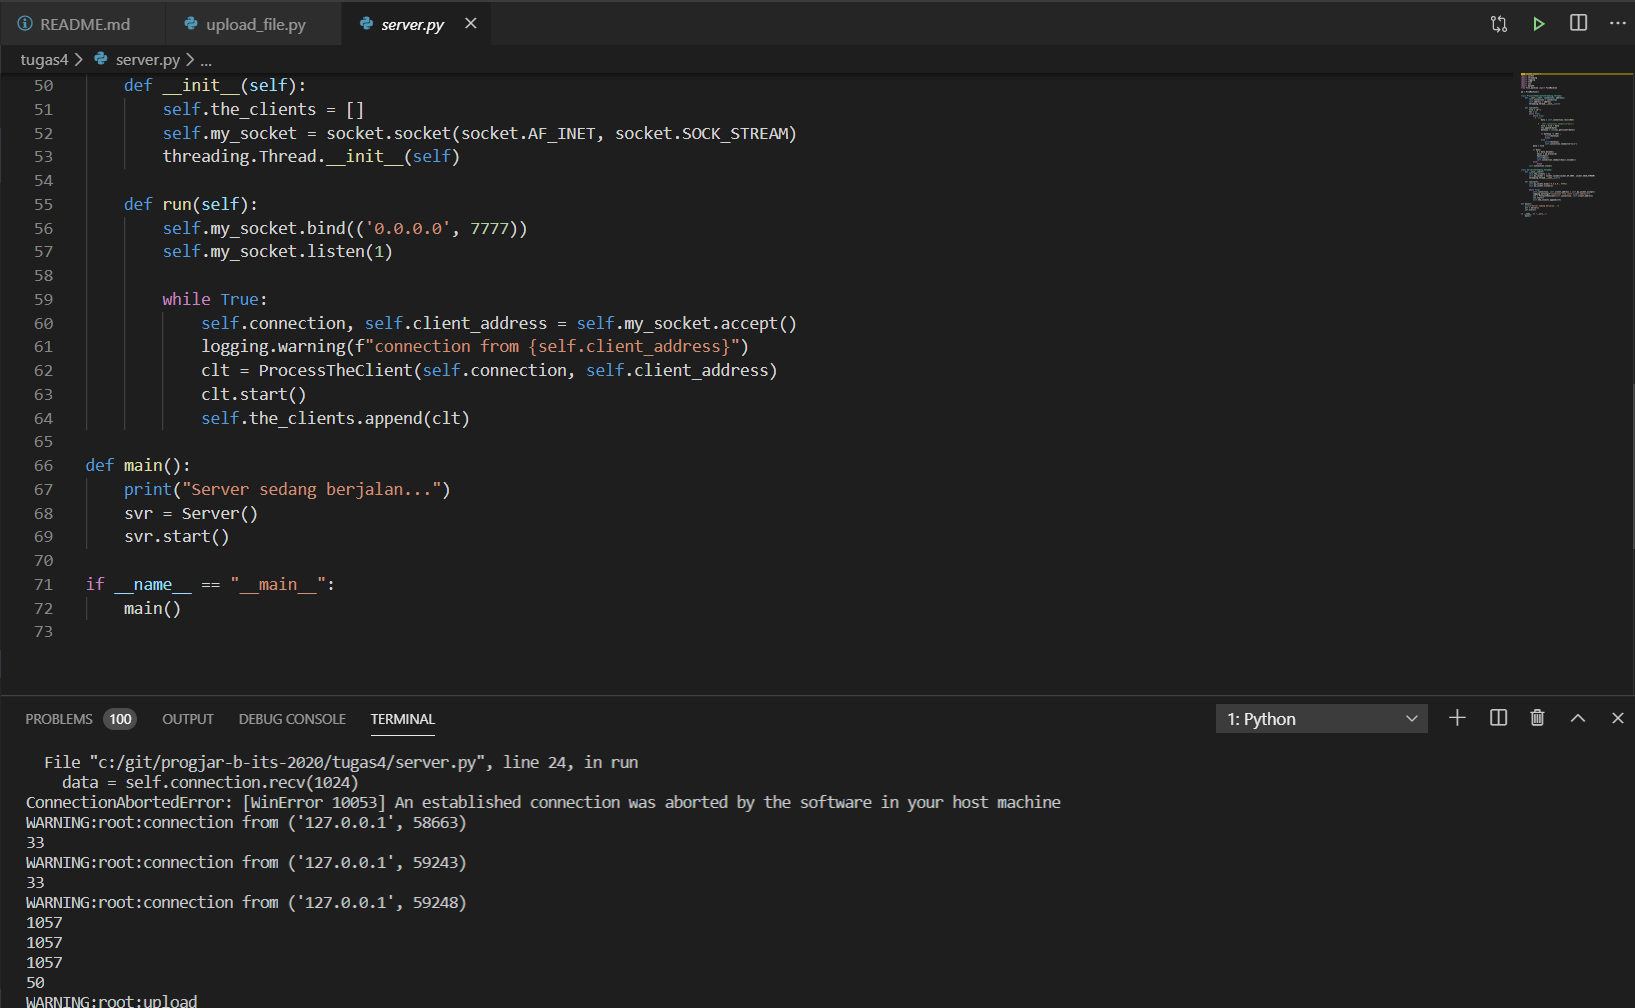 README.md
upload_file.py
server.py
tugas4 > server.py > ...
50 def __init__(self):
51 self.the_clients = []
52 self.my_socket = socket.socket(socket.AF_INET, socket.SOCK_STREAM)
53 threading.Thread.__init__(self)
54
55 def run(self):
56 self.my_socket.bind(('0.0.0.0', 7777))
57 self.my_socket.listen(1)
58
59 while True:
60 self.connection, self.client_address = self.my_socket.accept()
61 logging.warning(f"connection from {self.client_address}")
62 clt = ProcessTheClient(self.connection, self.client_address)
63 clt.start()
64 self.the_clients.append(clt)
65
66 def main():
67 print("Server sedang berjalan...")
68 svr = Server()
69 svr.start()
70
71 if __name__ == "__main__":
72 main()
73
PROBLEMS 100 OUTPUT DEBUG CONSOLE TERMINAL 1: Python
File "c:/git/progjar-b-its-2020/tugas4/server.py", line 24, in run
data = self.connection.recv(1024)
ConnectionAbortedError: [WinError 10053] An established connection was aborted by the software in your host machine
WARNING:root:connection from ('127.0.0.1', 58663)
33
WARNING:root:connection from ('127.0.0.1', 59243)
33
WARNING:root:connection from ('127.0.0.1', 59248)
1057
1057
1057
50
WARNING:root:upload